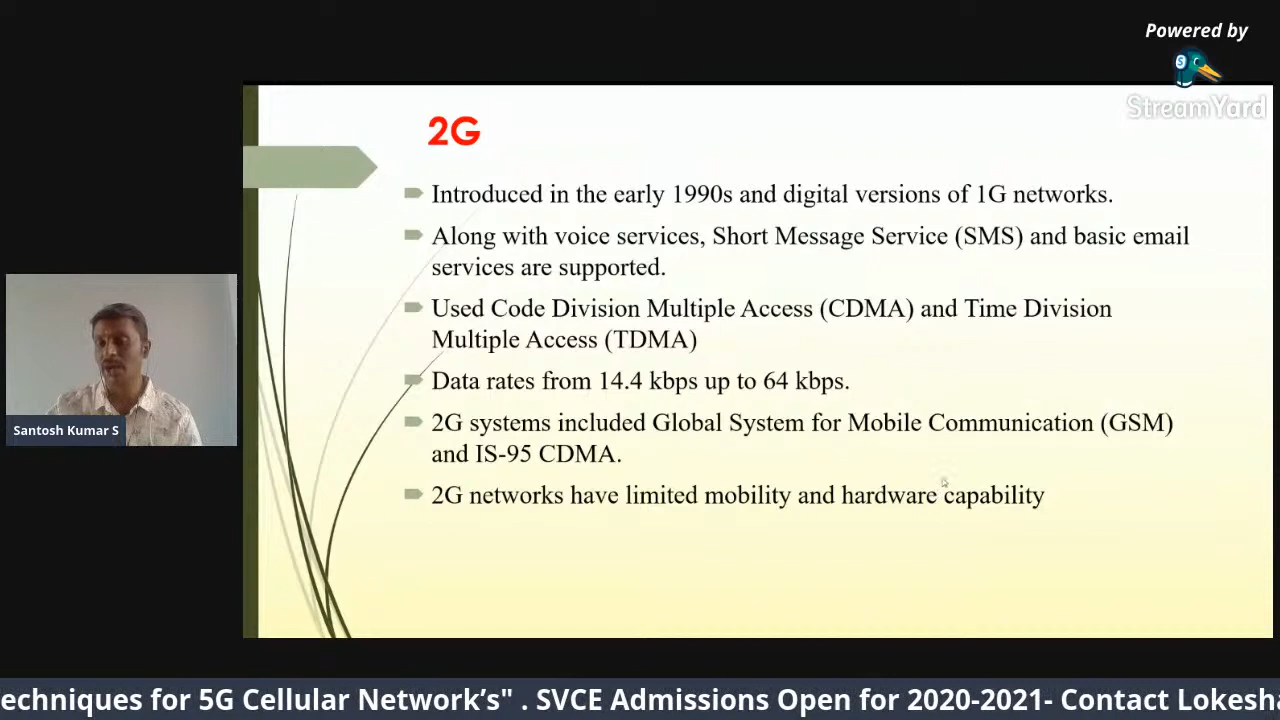 Powered by
StreamYard
2G
Introduced in the early 1990s and digital versions of 1G networks.
Along with voice services, Short Message Service (SMS) and basic email
services are supported.
Used Code Division Multiple Access (CDMA) and Time Division
Multiple Access (TDMA)
Data rates from 14.4 kbps up to 64 kbps.
2G systems included Global System for Mobile Communication (GSM)
and IS-95 CDMA.
2G networks have limited mobility and hardware capability
Santosh Kumar S
echniques for 5G Cellular Network’s" . SVCE Admissions Open for 2020-2021- Contact Lokesha